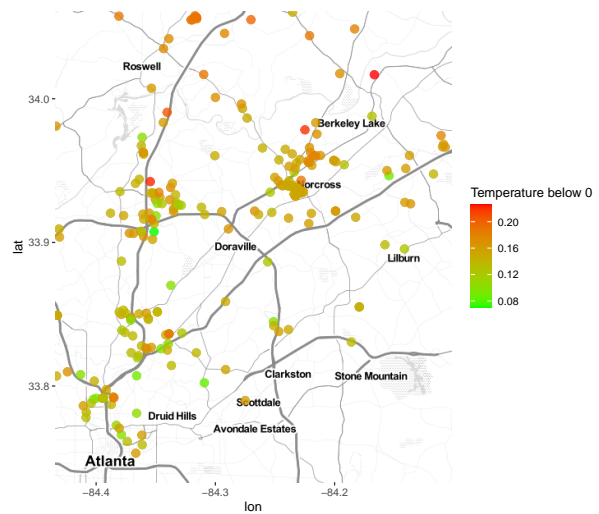 Roswell
34.0
Berkeley Lake
orcross
Temperature below 0
0.20
0.16
0.12
0.08
lat
33.9
Doraville
Lilburn
33.8
Clarkston
Stone Mountain
Scottdale
Druid Hills
Avondale Estates
Atlanta
−84.4
−84.3
−84.2
lon